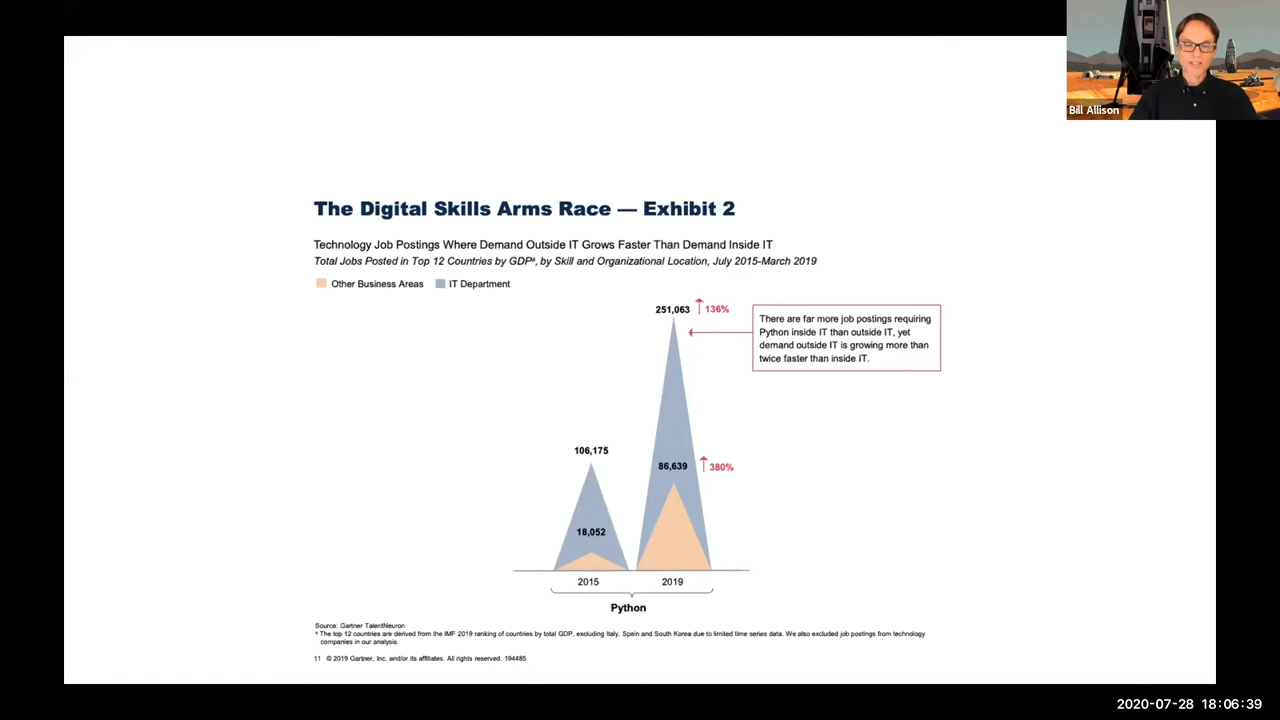 Bill Allison
The Digital Skills Arms Race — Exhibit 2
Technology Job Postings Where Demand Outside IT Grows Faster Than Demand Inside IT
Total Jobs Posted in Top 12 Countries by GDPª, by Skill and Organizational Location, July 2015-March 2019
Other Business Areas IT Department
251,063 136%
There are far more job postings requiring
Python inside IT than outside IT, yet
demand outside IT is growing more than
twice faster than inside IT.
106,175
86,639 380%
18,052
2015 2019
Python
Source: Gartner TalentNeuron
ª The top 12 countries are derived from the IMF 2019 ranking of countries by total GDP, excluding Italy, Spain and South Korea due to limited time series data. We also excluded job postings from technology
companies in our analysis.
11 © 2019 Gartner, Inc. and/or its affiliates. All rights reserved. 194485
2020-07-28 18:06:39